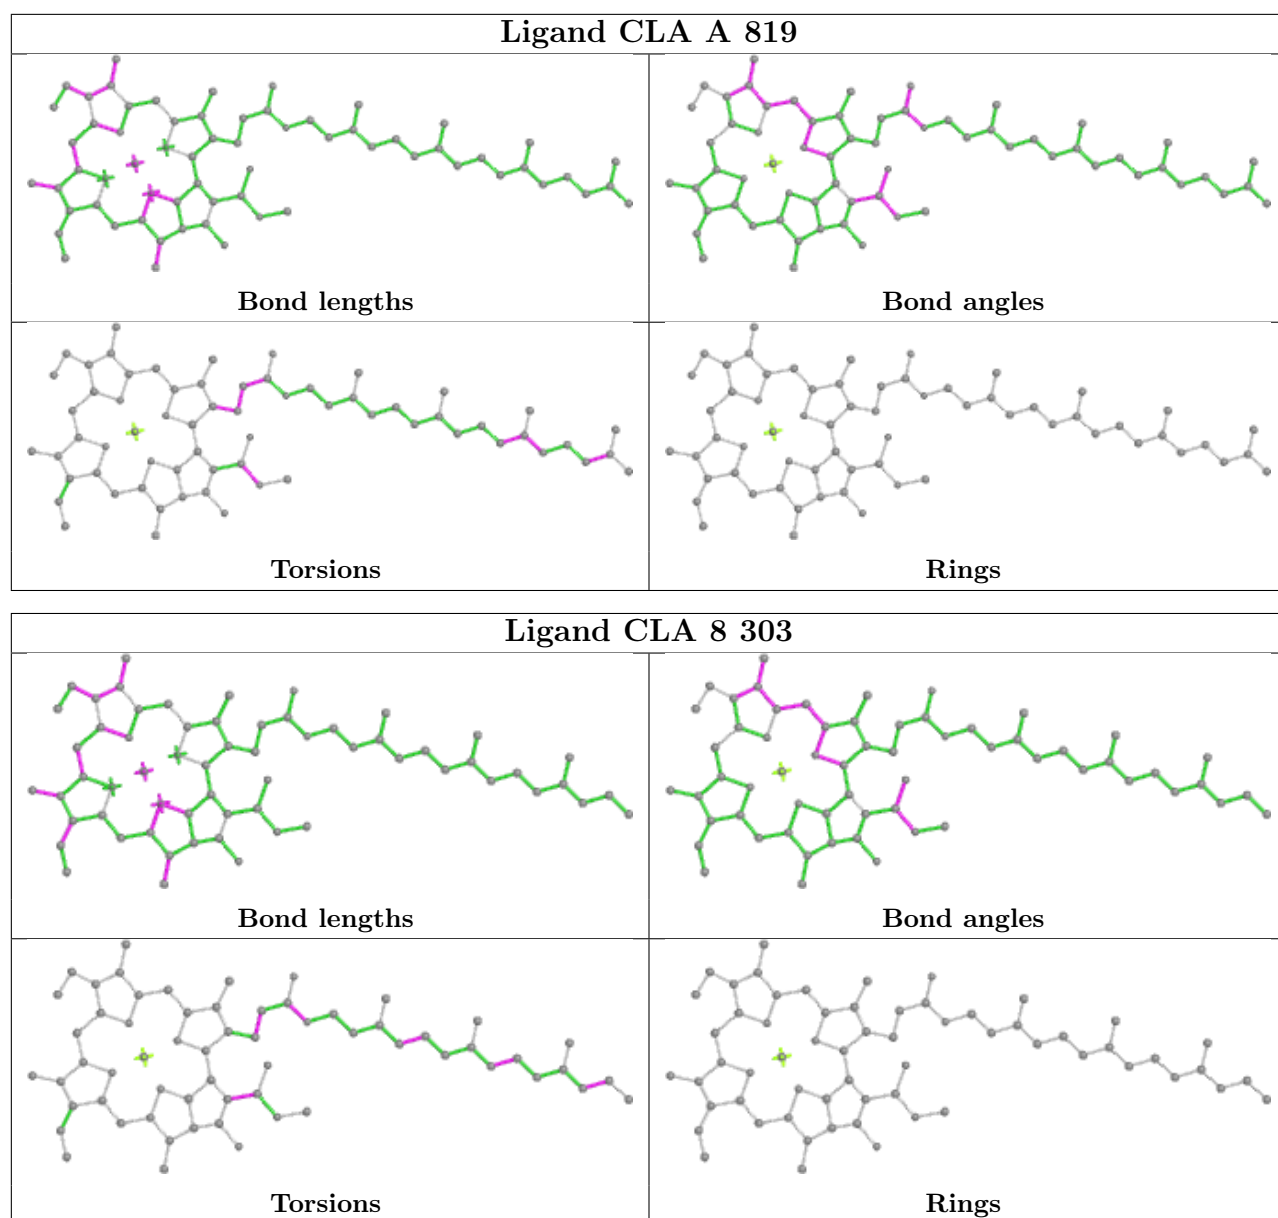 Ligand CLA A 819
Bond lengths
Bond angles
Torsions
Rings
Ligand CLA 8 303
Bond lengths
Bond angles
Torsions
Rings